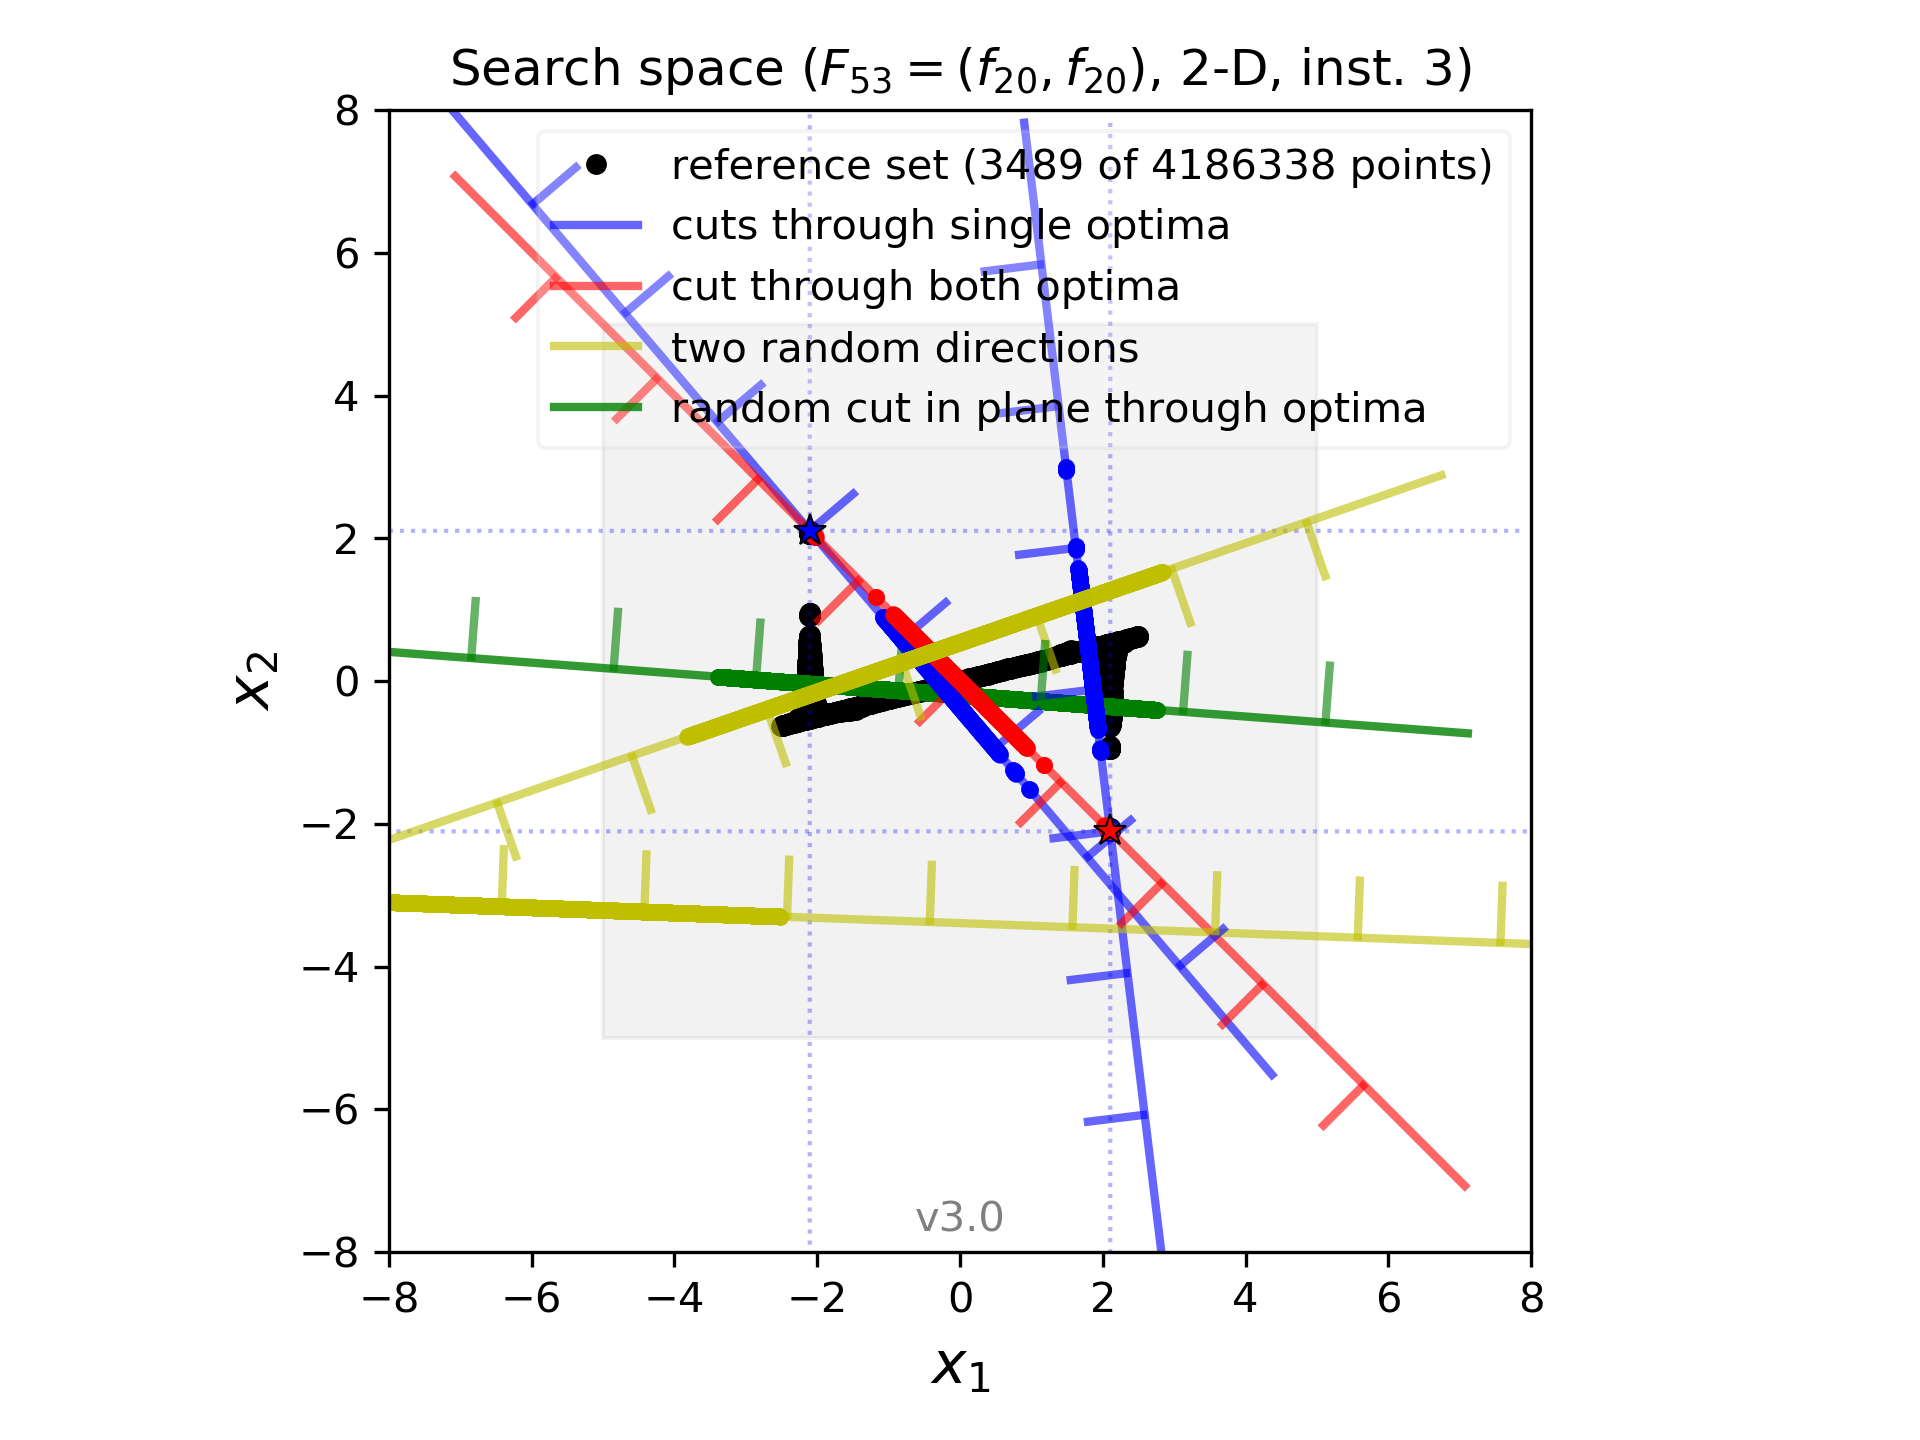 Search space (F53 = (f20, f20), 2-D, inst. 3)
reference set (3489 of 4186338 points)
cuts through single optima
cut through both optima
two random directions
random cut in plane through optima
8
6
4
2
0
−2
−4
−6
−8
x2
v3.0
−8 −6 −4 −2 0 2 4 6 8
x1